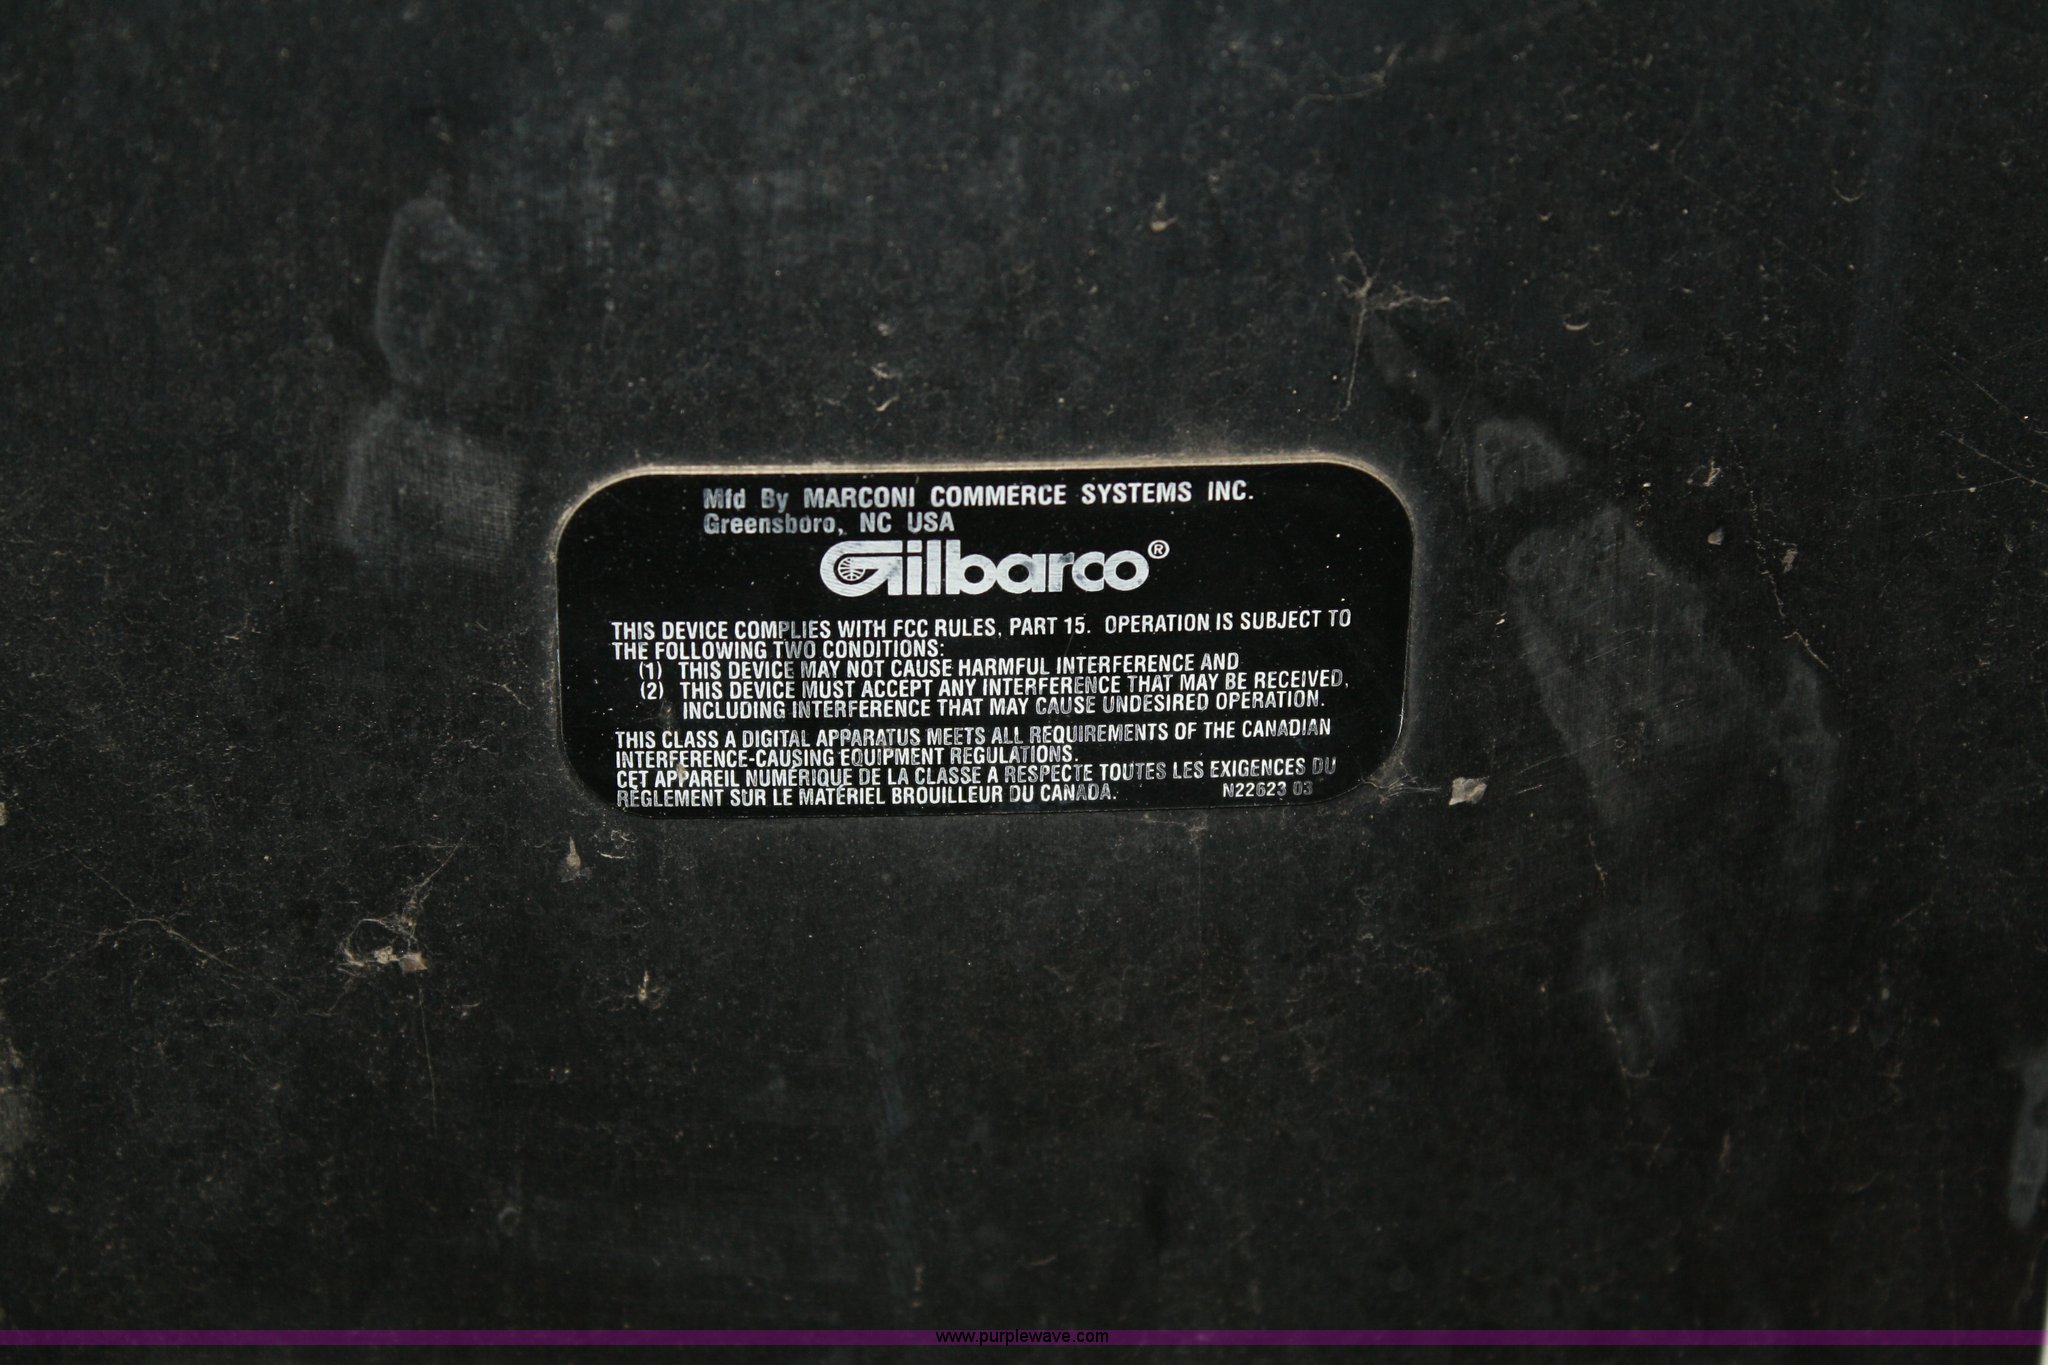 Mfd By MARCONI COMMERCE SYSTEMS INC.
Greensboro, NC USA
Gilbarco®
THIS DEVICE COMPLIES WITH FCC RULES, PART 15. OPERATION IS SUBJECT TO
THE FOLLOWING TWO CONDITIONS:
(1) THIS DEVICE MAY NOT CAUSE HARMFUL INTERFERENCE AND
(2) THIS DEVICE MUST ACCEPT ANY INTERFERENCE THAT MAY BE RECEIVED,
INCLUDING INTERFERENCE THAT MAY CAUSE UNDESIRED OPERATION.
THIS CLASS A DIGITAL APPARATUS MEETS ALL REQUIREMENTS OF THE CANADIAN
INTERFERENCE-CAUSING EQUIPMENT REGULATIONS.
CET APPAREIL NUMÉRIQUE DE LA CLASSE A RESPECTE TOUTES LES EXIGENCES DU
RÉGLEMENT SUR LE MATÉRIEL BROUILLEUR DU CANADA. N22623 03
www.purplewave.com